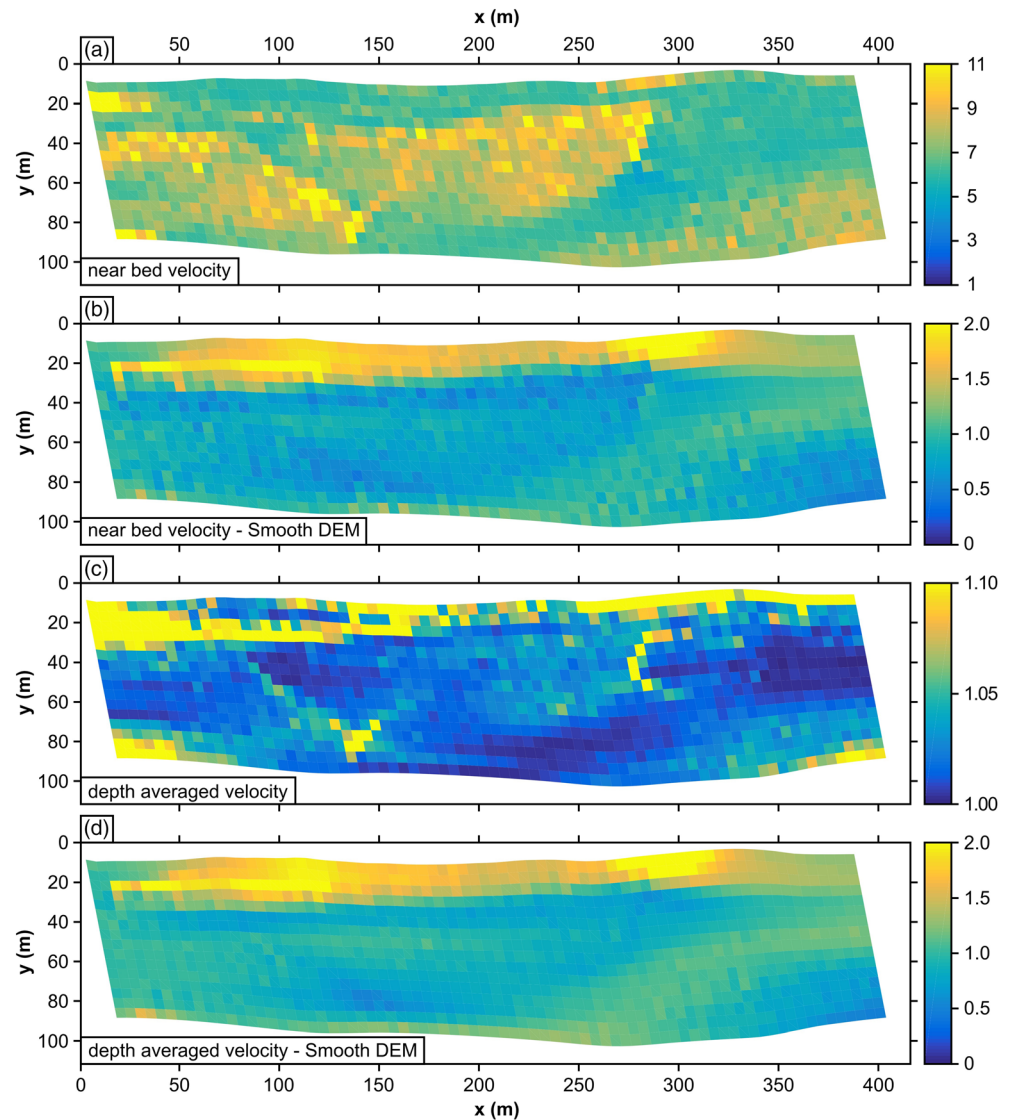 x (m)
50 100 150 200 250 300 350 400
(a)
0
20
40
60
80
100
y (m)
near bed velocity
11
9
7
5
3
1
(b)
0
20
40
60
80
100
y (m)
near bed velocity - Smooth DEM
2.0
1.5
1.0
0.5
0
(c)
0
20
40
60
80
100
y (m)
depth averaged velocity
1.10
1.05
1.00
(d)
0
20
40
60
80
100
y (m)
depth averaged velocity - Smooth DEM
2.0
1.5
1.0
0.5
0
0 50 100 150 200 250 300 350 400
x (m)